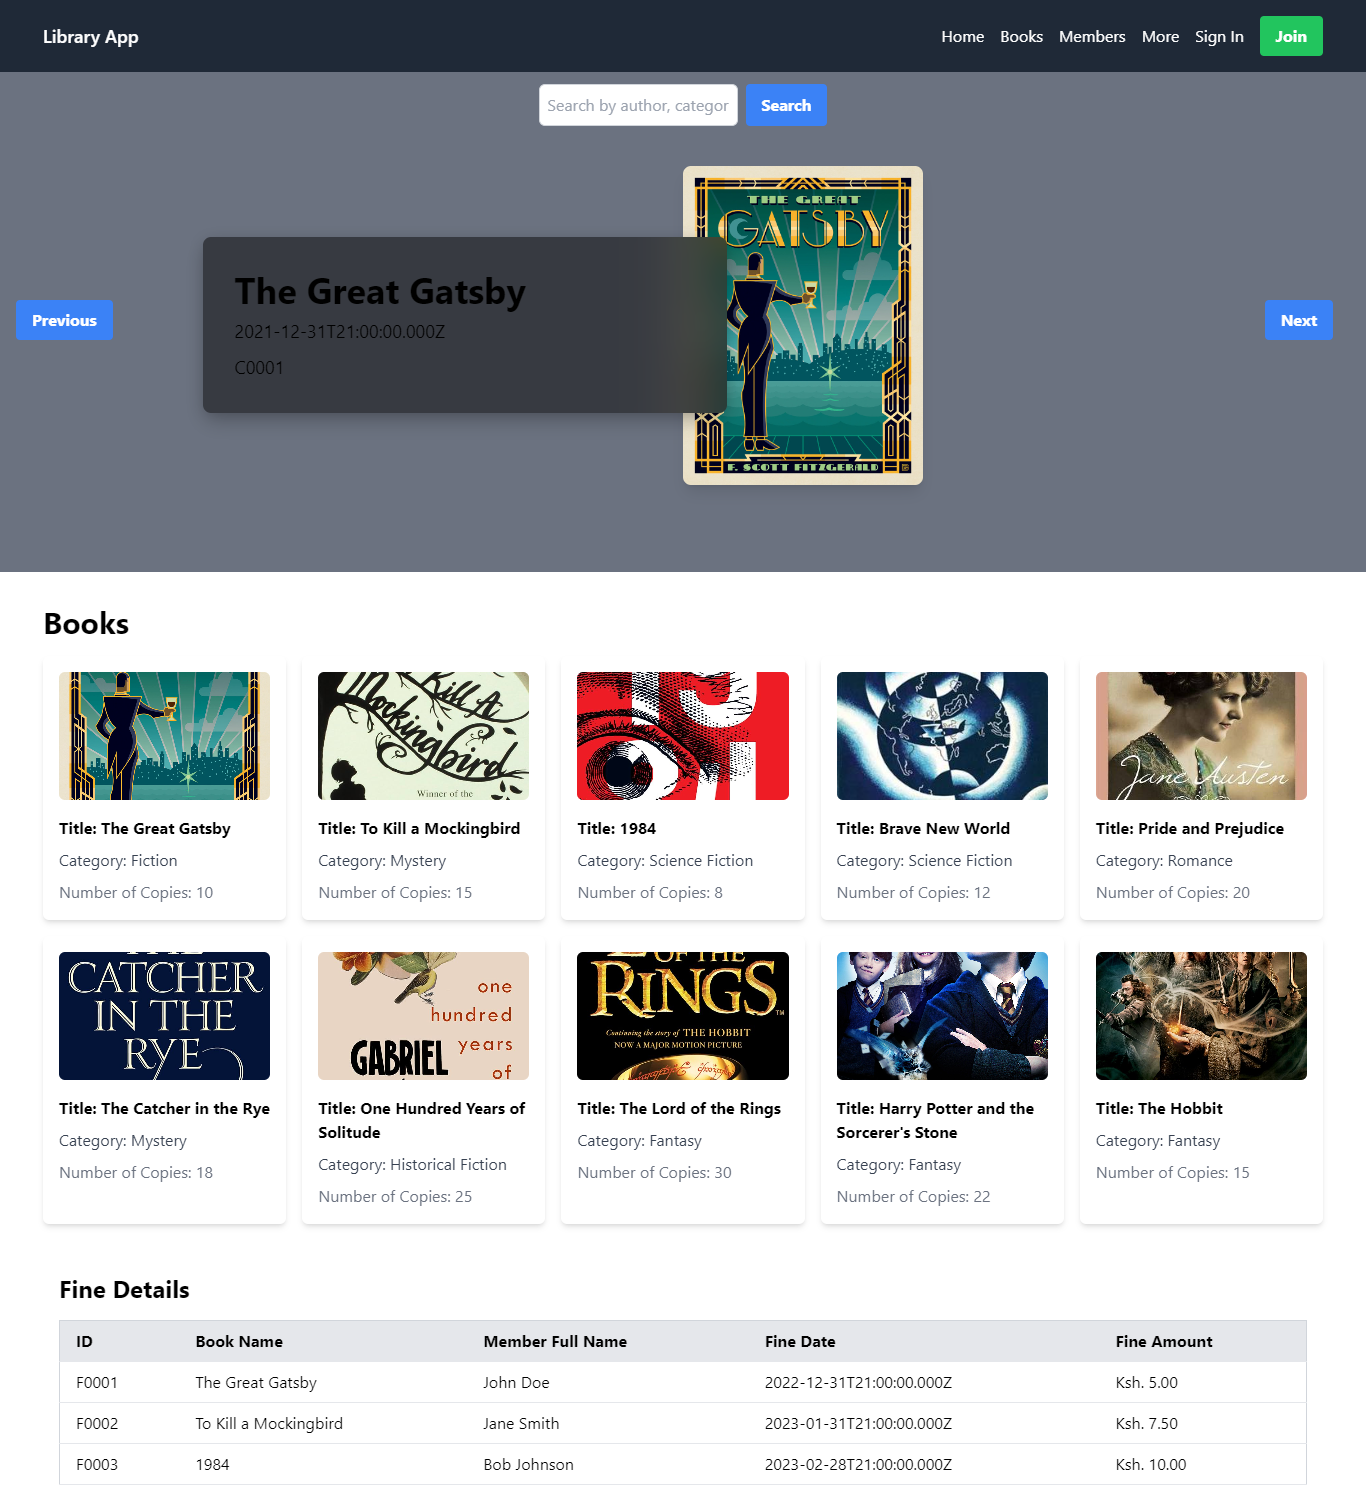 Library App
Home Books Members More Sign In Join
Search by author, categor Search
THE GREAT
GATSBY
The Great Gatsby
2021-12-31T21:00:00.000Z
C0001
Previous
Next
F. SCOTT FITZGERALD
Books
Kill A
Mockingbird
Winner of the
Jane Austen
Title: The Great Gatsby
Category: Fiction
Number of Copies: 10
Title: To Kill a Mockingbird
Category: Mystery
Number of Copies: 15
Title: 1984
Category: Science Fiction
Number of Copies: 8
Title: Brave New World
Category: Science Fiction
Number of Copies: 12
Title: Pride and Prejudice
Category: Romance
Number of Copies: 20
THE
CATCHER
IN THE
RYE
one
hundred
years
of
GABRIEL
OF THE
RINGS™
Continuing the story of THE HOBBIT
NOW A MAJOR MOTION PICTURE
Title: The Catcher in the Rye
Category: Mystery
Number of Copies: 18
Title: One Hundred Years of
Solitude
Category: Historical Fiction
Number of Copies: 25
Title: The Lord of the Rings
Category: Fantasy
Number of Copies: 30
Title: Harry Potter and the
Sorcerer's Stone
Category: Fantasy
Number of Copies: 22
Title: The Hobbit
Category: Fantasy
Number of Copies: 15
Fine Details
ID Book Name Member Full Name Fine Date Fine Amount
F0001 The Great Gatsby John Doe 2022-12-31T21:00:00.000Z Ksh. 5.00
F0002 To Kill a Mockingbird Jane Smith 2023-01-31T21:00:00.000Z Ksh. 7.50
F0003 1984 Bob Johnson 2023-02-28T21:00:00.000Z Ksh. 10.00